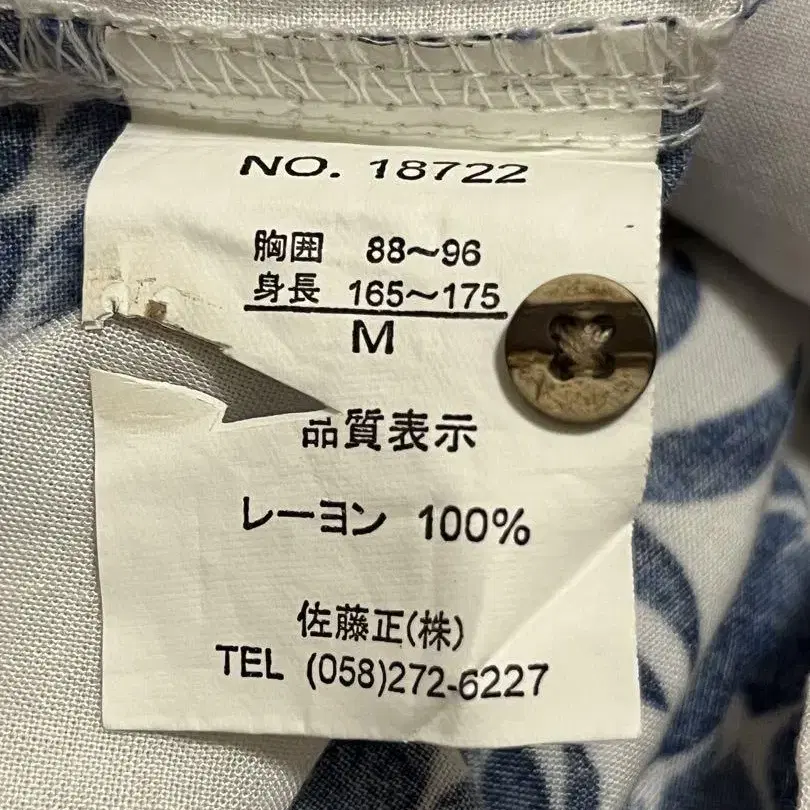 NO. 18722
胸囲 88～96
身長 165～175
M
品質表示
レーヨン 100%
佐藤正(株)
TEL (058)272-6227